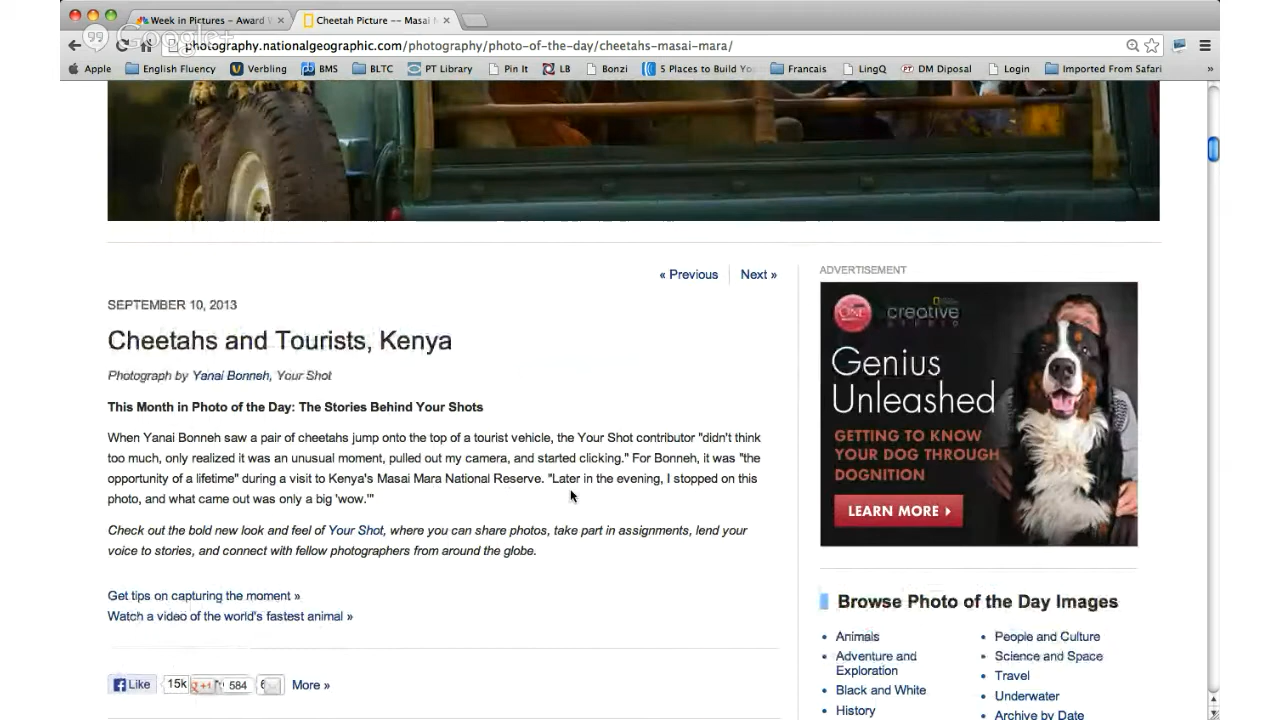 Week in Pictures – Award W
Cheetah Picture -- Masai M
Google+
photography.nationalgeographic.com/photography/photo-of-the-day/cheetahs-masai-mara/
Apple English Fluency Verbling BMS BLTC PT Library Pin It LB Bonzi 5 Places to Build Yo Francais LingQ DM Diposal Login Imported From Safari »
« Previous Next »
ADVERTISEMENT
SEPTEMBER 10, 2013
Cheetahs and Tourists, Kenya
Photograph by Yanai Bonneh, Your Shot
This Month in Photo of the Day: The Stories Behind Your Shots
When Yanai Bonneh saw a pair of cheetahs jump onto the top of a tourist vehicle, the Your Shot contributor "didn't think
too much, only realized it was an unusual moment, pulled out my camera, and started clicking." For Bonneh, it was "the
opportunity of a lifetime" during a visit to Kenya's Masai Mara National Reserve. "Later in the evening, I stopped on this
photo, and what came out was only a big 'wow.'"
Check out the bold new look and feel of Your Shot, where you can share photos, take part in assignments, lend your
voice to stories, and connect with fellow photographers from around the globe.
Get tips on capturing the moment »
Watch a video of the world's fastest animal »
Like 15k +1 584 6 More »
ONE creative
STUDIO
Genius
Unleashed
GETTING TO KNOW
YOUR DOG THROUGH
DOGNITION
LEARN MORE
Browse Photo of the Day Images
Animals
Adventure and
Exploration
Black and White
History
People and Culture
Science and Space
Travel
Underwater
Archive by Date